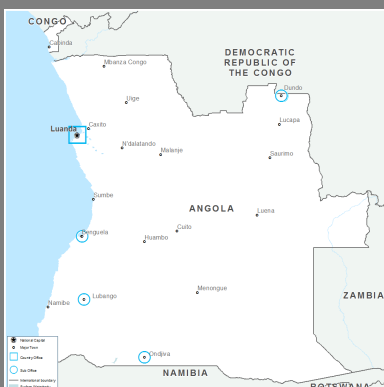 CONGO
Cabinda
Mbanza Congo
DEMOCRATIC
REPUBLIC OF
THE CONGO
Dundo
Uige
Lucapa
Caxito
Luanda
N'dalatando
Malanje
Saurimo
Sumbe
ANGOLA
Luena
Cuito
Benguela
Huambo
Menongue
ZAMBIA
Lubango
Namibe
National Capital
Major Town
Country Office
Sub Office
International boundary
Ondjiva
NAMIBIA
BOTSWANA